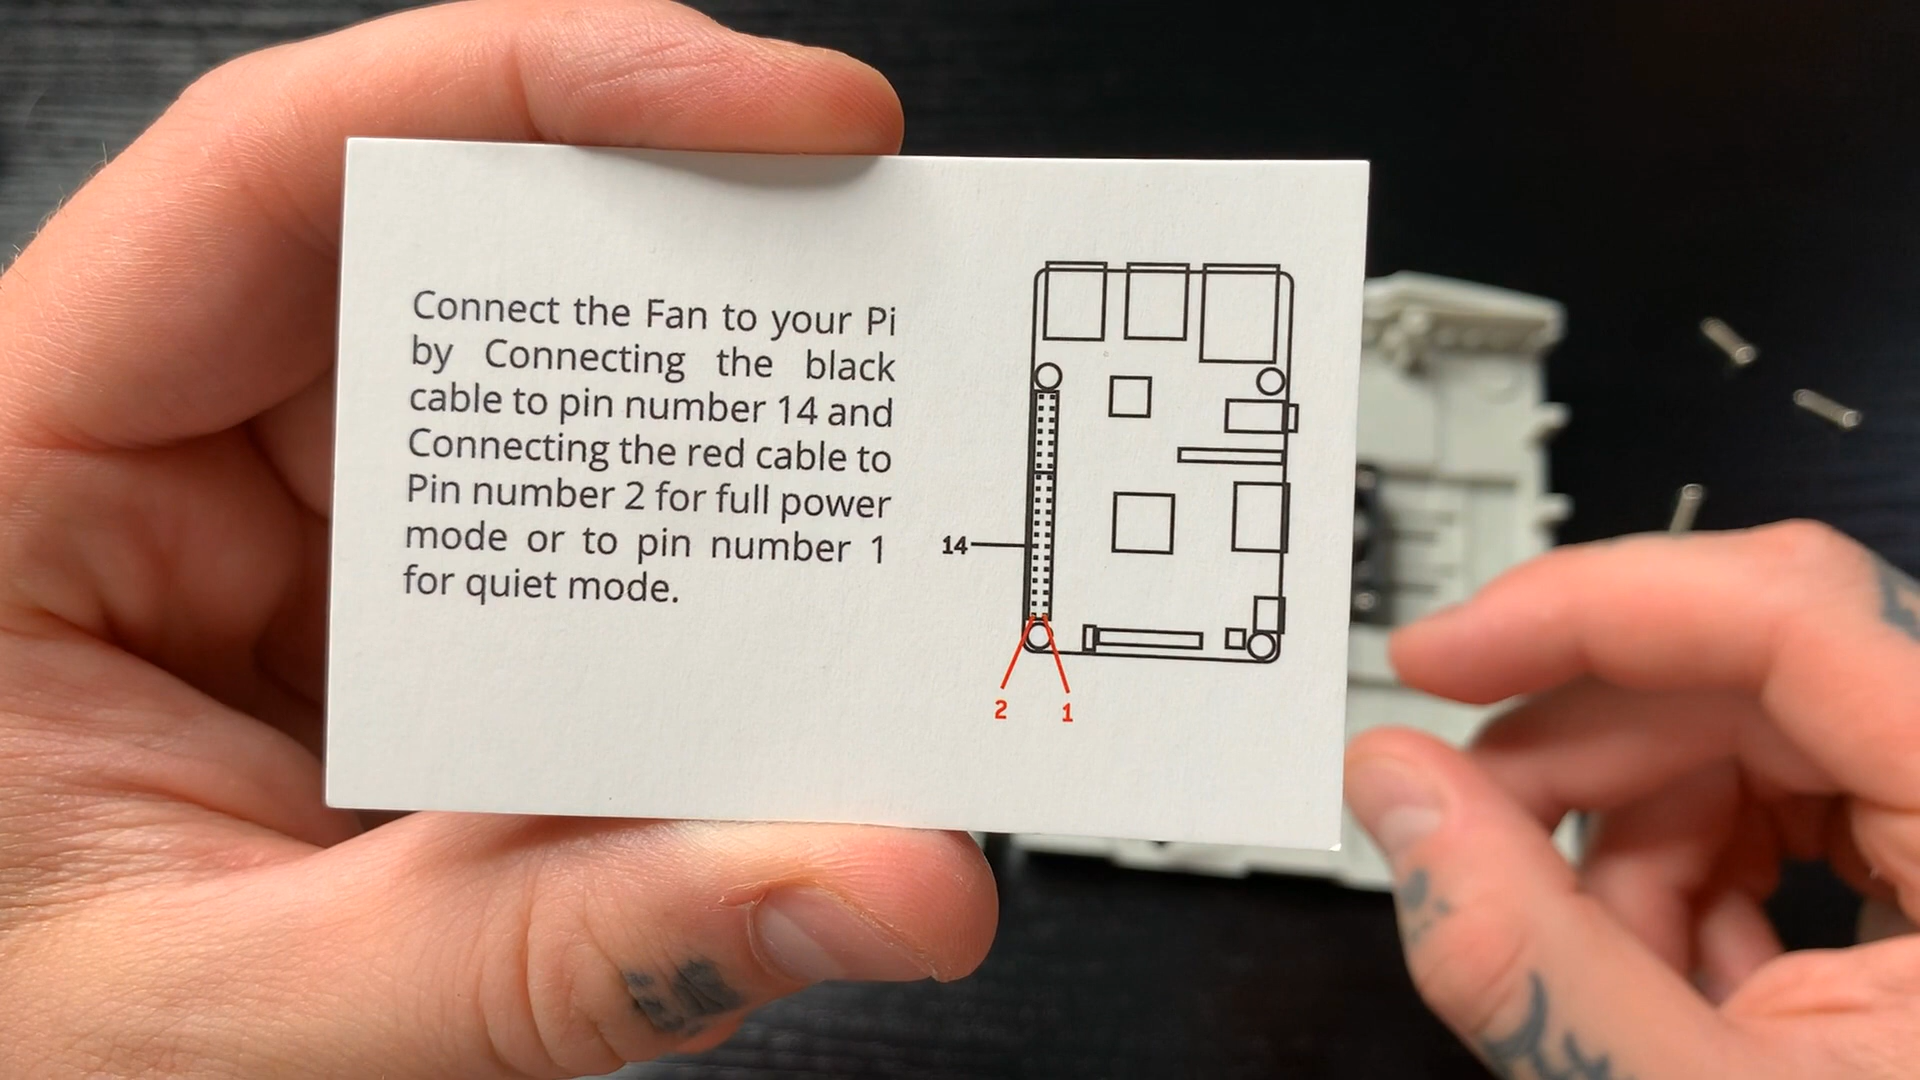 Connect the Fan to your Pi
by Connecting the black
cable to pin number 14 and
Connecting the red cable to
Pin number 2 for full power
mode or to pin number 1
for quiet mode.
14
2
1